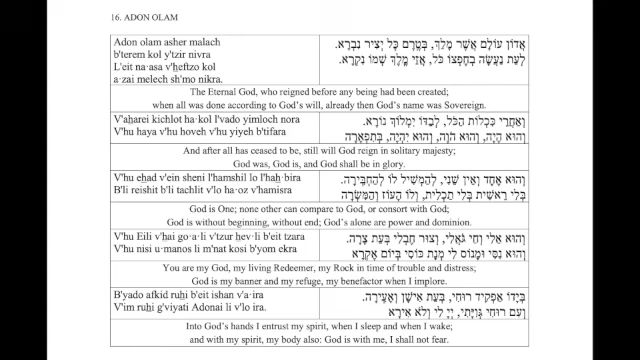 16. ADON OLAM
Adon olam asher malach
b'terem kol y'tzir nivra
L'eit na·asa v'ḥeftzo kol
a·zai melech sh'mo nikra.
אֲדוֹן עוֹלָם אֲשֶׁר מָלַךְ, בְּטֶרֶם כָּל יְצִיר נִבְרָא.
לְעֵת נַעֲשָׂה בְחֶפְצוֹ כֹּל, אֲזַי מֶלֶךְ שְׁמוֹ נִקְרָא.
The Eternal God, who reigned before any being had been created;
when all was done according to God's will, already then God's name was Sovereign.
V'aḥarei kichlot ha·kol l'vado yimloch nora
V'hu haya v'hu hoveh v'hu yiyeh b'tifara
וְאַחֲרֵי כִּכְלוֹת הַכֹּל, לְבַדּוֹ יִמְלוֹךְ נוֹרָא.
וְהוּא הָיָה, וְהוּא הֹוֶה, וְהוּא יִהְיֶה, בְּתִפְאָרָה
And after all has ceased to be, still will God reign in solitary majesty;
God was, God is, and God shall be in glory.
V'hu eḥad v'ein sheni l'hamshil lo l'haḥ·bira
B'li reishit b'li tachlit v'lo ha·oz v'hamisra
וְהוּא אֶחָד וְאֵין שֵׁנִי, לְהַמְשִׁיל לוֹ לְהַחְבִּירָה.
בְּלִי רֵאשִׁית בְּלִי תַכְלִית, וְלוֹ הָעֹז וְהַמִּשְׂרָה
God is One; none other can compare to God, or consort with God;
God is without beginning, without end; God's alone are power and dominion.
V'hu Eili v'ḥai go·a·li v'tzur ḥev·li b'eit tzara
V'hu nisi u·manos li m'nat kosi b'yom ekra
וְהוּא אֵלִי וְחַי גֹּאֲלִי, וְצוּר חֶבְלִי בְּעֵת צָרָה.
וְהוּא נִסִּי וּמָנוֹס לִי מְנָת כּוֹסִי בְּיוֹם אֶקְרָא
You are my God, my living Redeemer, my Rock in time of trouble and distress;
God is my banner and my refuge, my benefactor when I implore.
B'yado afkid ruḥi b'eit ishan v'a·ira
V'im ruḥi g'viyati Adonai li v'lo ira.
בְּיָדוֹ אַפְקִיד רוּחִי, בְּעֵת אִישַׁן וְאָעִירָה.
וְעִם רוּחִי גְּוִיָּתִי, יְיָ לִי וְלֹא אִירָא
Into God's hands I entrust my spirit, when I sleep and when I wake;
and with my spirit, my body also: God is with me, I shall not fear.